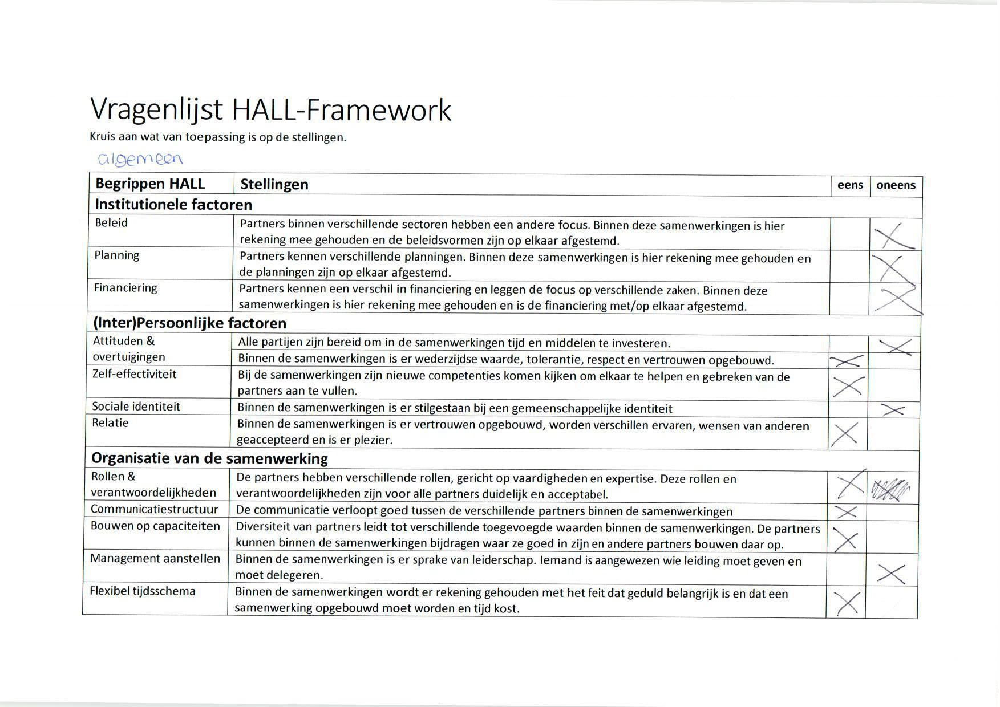 Vragenlijst HALL-Framework
Kruis aan wat van toepassing is op de stellingen.
algemeen
Begrippen HALL Stellingen eens oneens
Institutionele factoren
Beleid Partners binnen verschillende sectoren hebben een andere focus. Binnen deze samenwerkingen is hier
rekening mee gehouden en de beleidsvormen zijn op elkaar afgestemd.
Planning Partners kennen verschillende planningen. Binnen deze samenwerkingen is hier rekening mee gehouden en
de planningen zijn op elkaar afgestemd.
Financiering Partners kennen een verschil in financiering en leggen de focus op verschillende zaken. Binnen deze
samenwerkingen is hier rekening mee gehouden en is de financiering met/op elkaar afgestemd.
(Inter)Persoonlijke factoren
Attituden & Alle partijen zijn bereid om in de samenwerkingen tijd en middelen te investeren.
overtuigingen Binnen de samenwerkingen is er wederzijdse waarde, tolerantie, respect en vertrouwen opgebouwd.
Zelf-effectiviteit Bij de samenwerkingen zijn nieuwe competenties komen kijken om elkaar te helpen en gebreken van de
partners aan te vullen.
Sociale identiteit Binnen de samenwerkingen is er stilgestaan bij een gemeenschappelijke identiteit
Relatie Binnen de samenwerkingen is er vertrouwen opgebouwd, worden verschillen ervaren, wensen van anderen
geaccepteerd en is er plezier.
Organisatie van de samenwerking
Rollen & De partners hebben verschillende rollen, gericht op vaardigheden en expertise. Deze rollen en
verantwoordelijkheden verantwoordelijkheden zijn voor alle partners duidelijk en acceptabel.
Communicatiestructuur De communicatie verloopt goed tussen de verschillende partners binnen de samenwerkingen
Bouwen op capaciteiten Diversiteit van partners leidt tot verschillende toegevoegde waarden binnen de samenwerkingen. De partners
kunnen binnen de samenwerkingen bijdragen waar ze goed in zijn en andere partners bouwen daar op.
Management aanstellen Binnen de samenwerkingen is er sprake van leiderschap. Iemand is aangewezen wie leiding moet geven en
moet delegeren.
Flexibel tijdsschema Binnen de samenwerkingen wordt er rekening gehouden met het feit dat geduld belangrijk is en dat een
samenwerking opgebouwd moet worden en tijd kost.